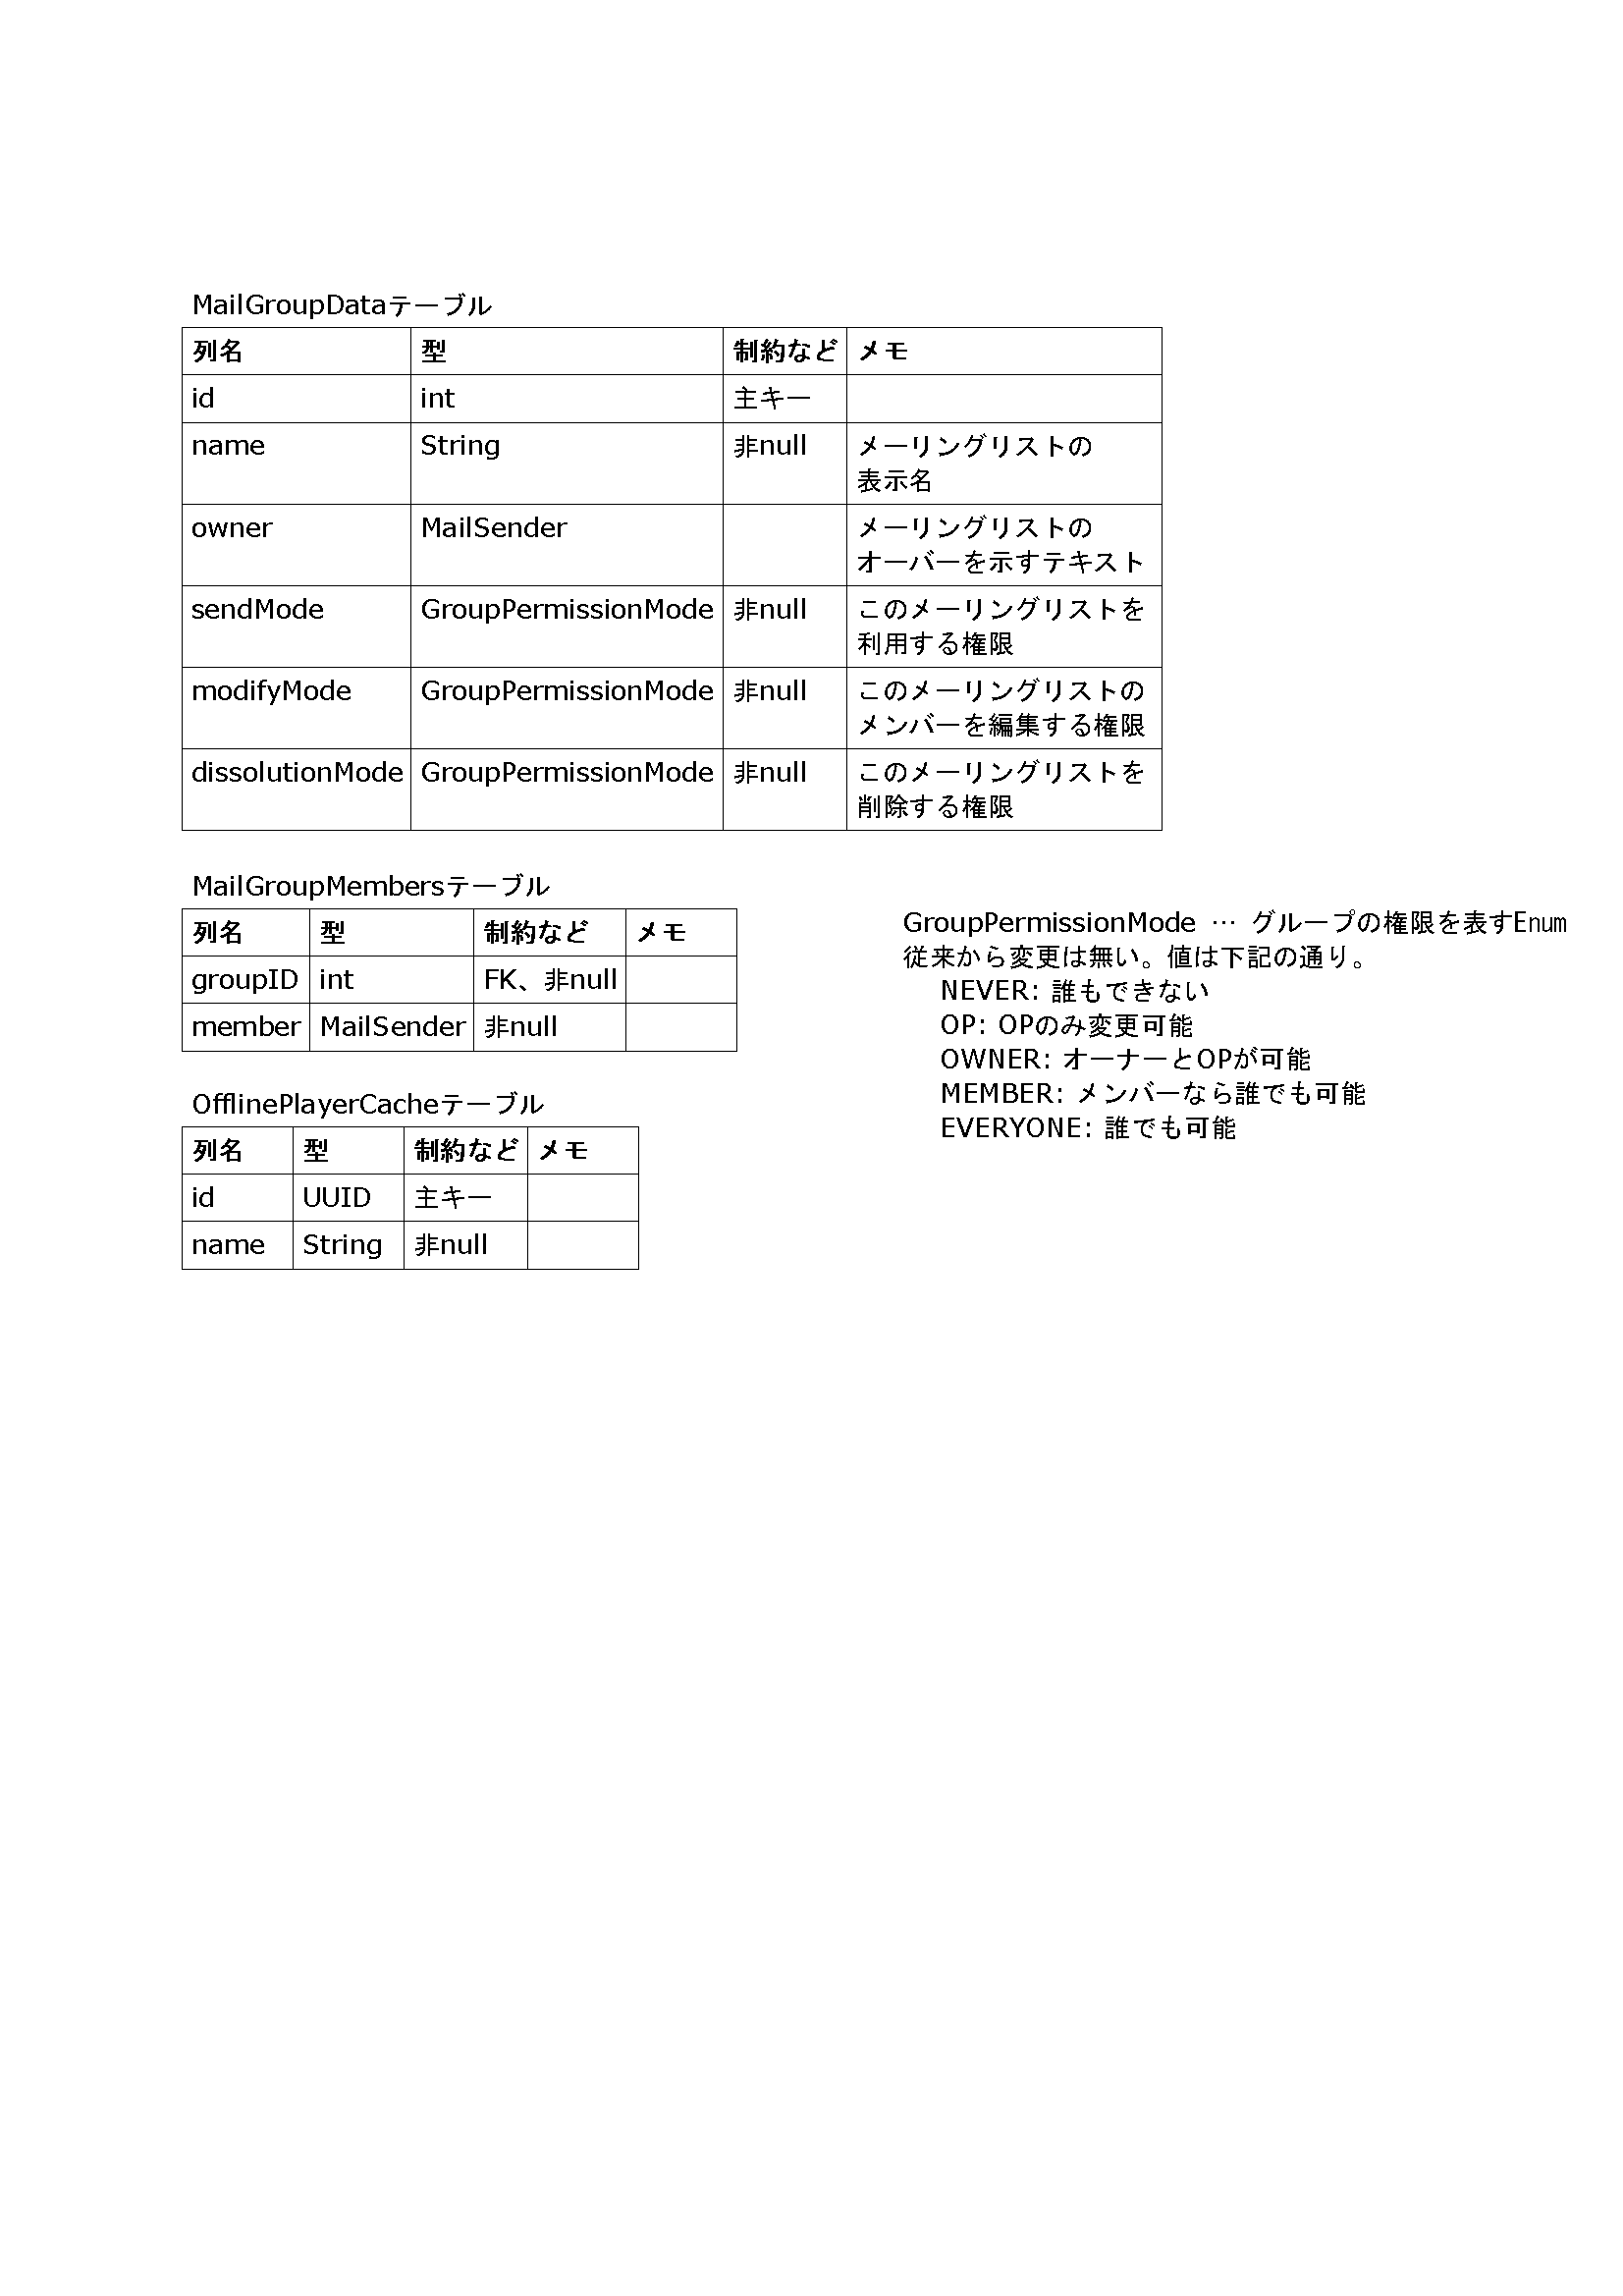 MailGroupDataテーブル
列名 型 制約など メモ
id int 主キー
name String 非null メーリングリストの
表示名
owner MailSender メーリングリストの
オーバーを示すテキスト
sendMode GroupPermissionMode 非null このメーリングリストを
利用する権限
modifyMode GroupPermissionMode 非null このメーリングリストの
メンバーを編集する権限
dissolutionMode GroupPermissionMode 非null このメーリングリストを
削除する権限
MailGroupMembersテーブル
列名 型 制約など メモ
groupID int FK、非null
member MailSender 非null
GroupPermissionMode … グループの権限を表すEnum
従来から変更は無い。値は下記の通り。
NEVER: 誰もできない
OP: OPのみ変更可能
OWNER: オーナーとOPが可能
MEMBER: メンバーなら誰でも可能
EVERYONE: 誰でも可能
OfflinePlayerCacheテーブル
列名 型 制約など メモ
id UUID 主キー
name String 非null